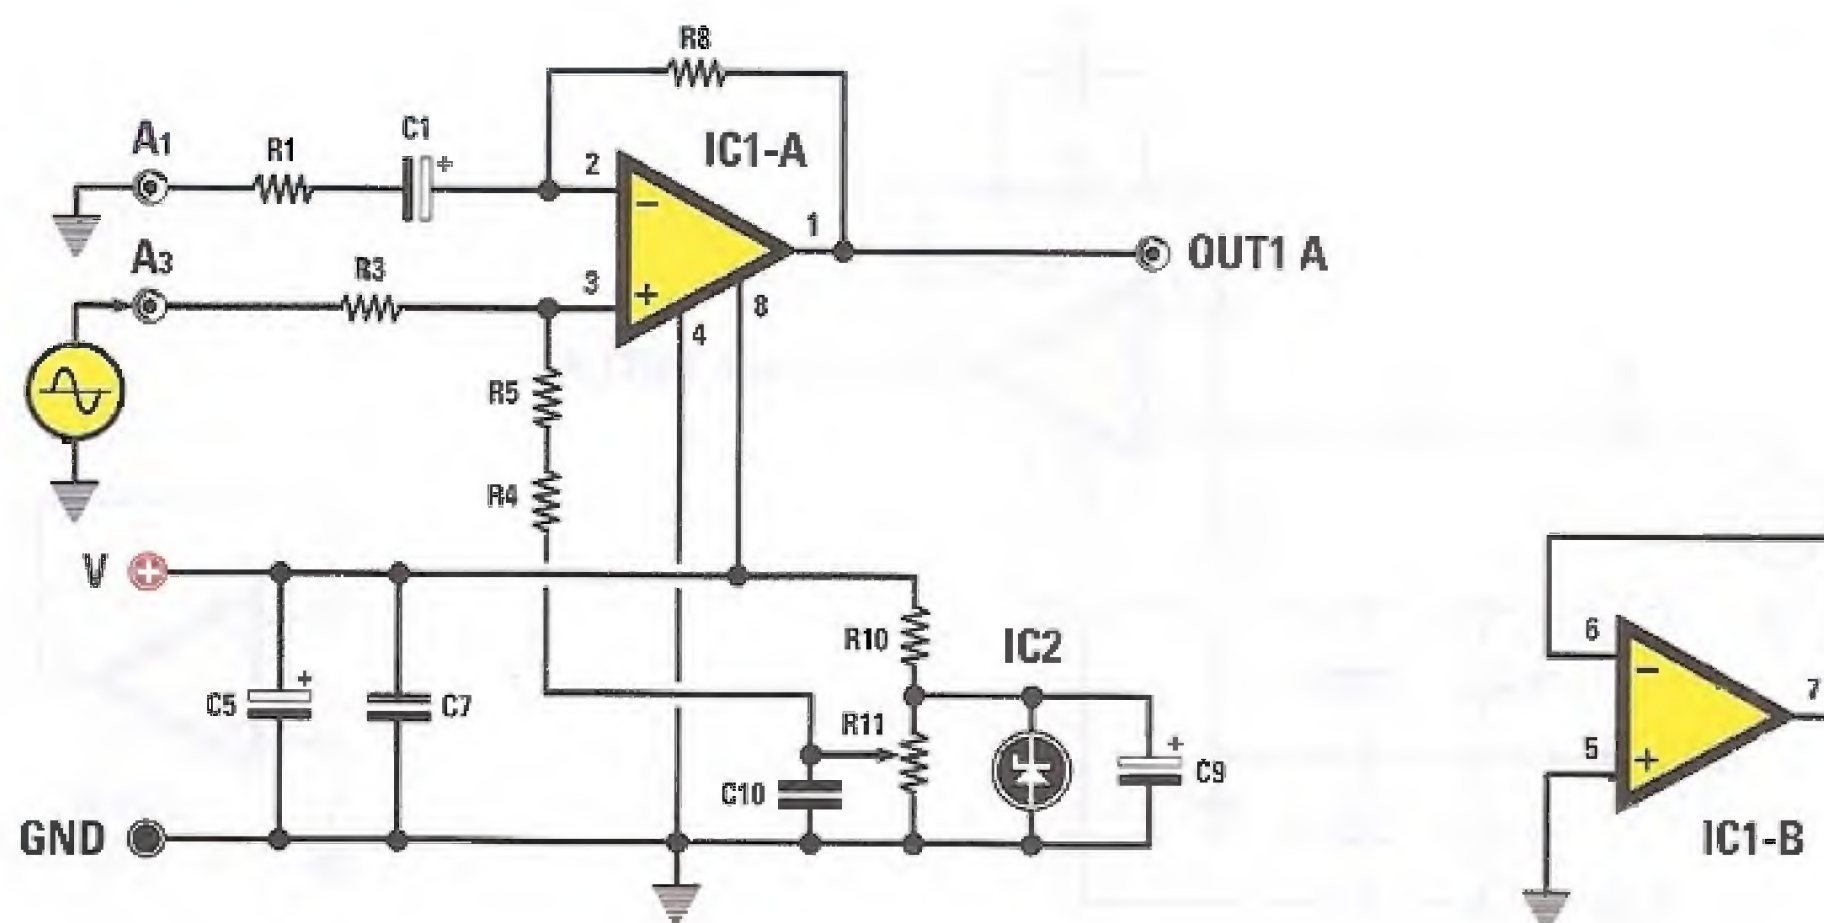 R8
A1
R1
C1
+
IC1-A
2
−
1
OUT1 A
A3
R3
3
+
8
4
R5
R4
V
+
R10
IC2
6
−
7
C5
+
C7
R11
C10
+
C9
5
+
GND
IC1-B